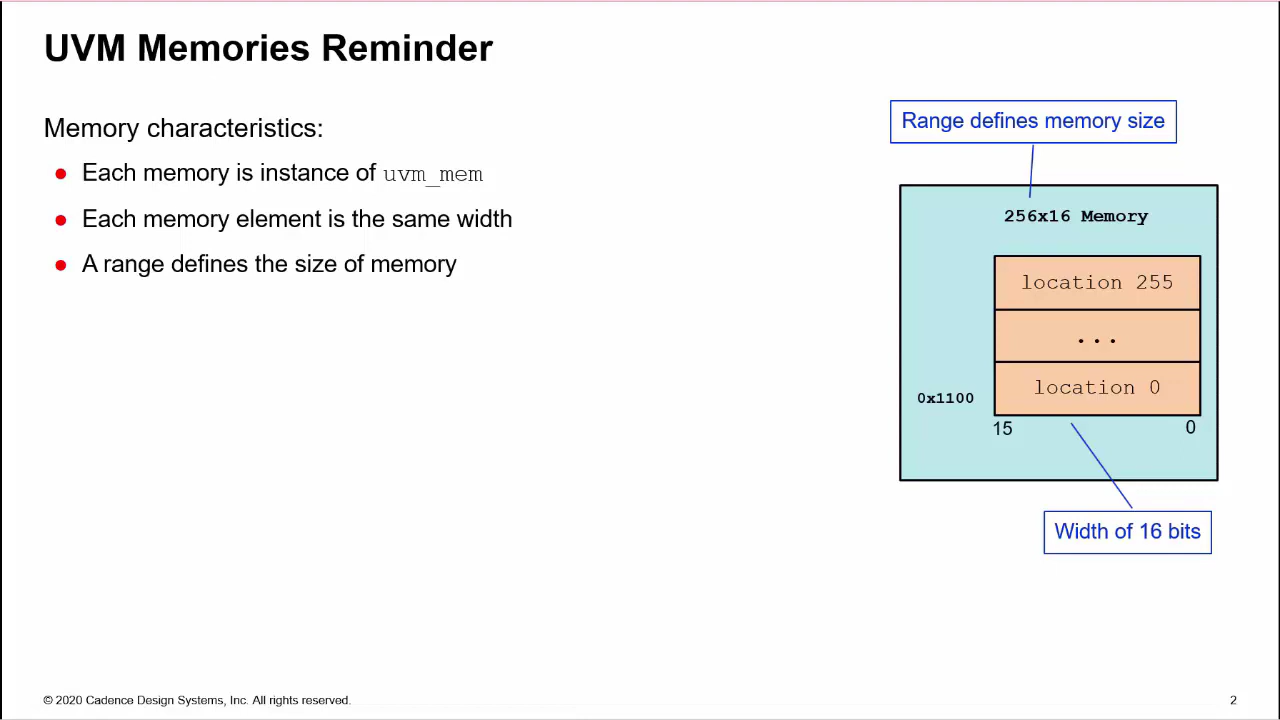 UVM Memories Reminder
Memory characteristics:
● Each memory is instance of uvm_mem
● Each memory element is the same width
● A range defines the size of memory
Range defines memory size
256x16 Memory
location 255
...
location 0
0x1100
15 0
Width of 16 bits
© 2020 Cadence Design Systems, Inc. All rights reserved.
2